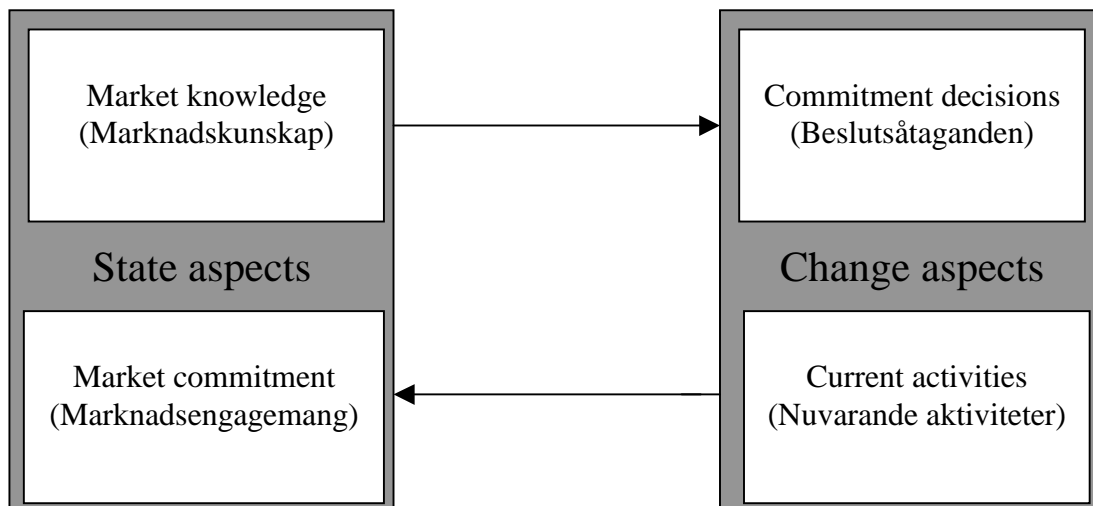 Market knowledge
(Marknadskunskap)
State aspects
Market commitment
(Marknadsengagemang)
Commitment decisions
(Beslutsåtaganden)
Change aspects
Current activities
(Nuvarande aktiviteter)